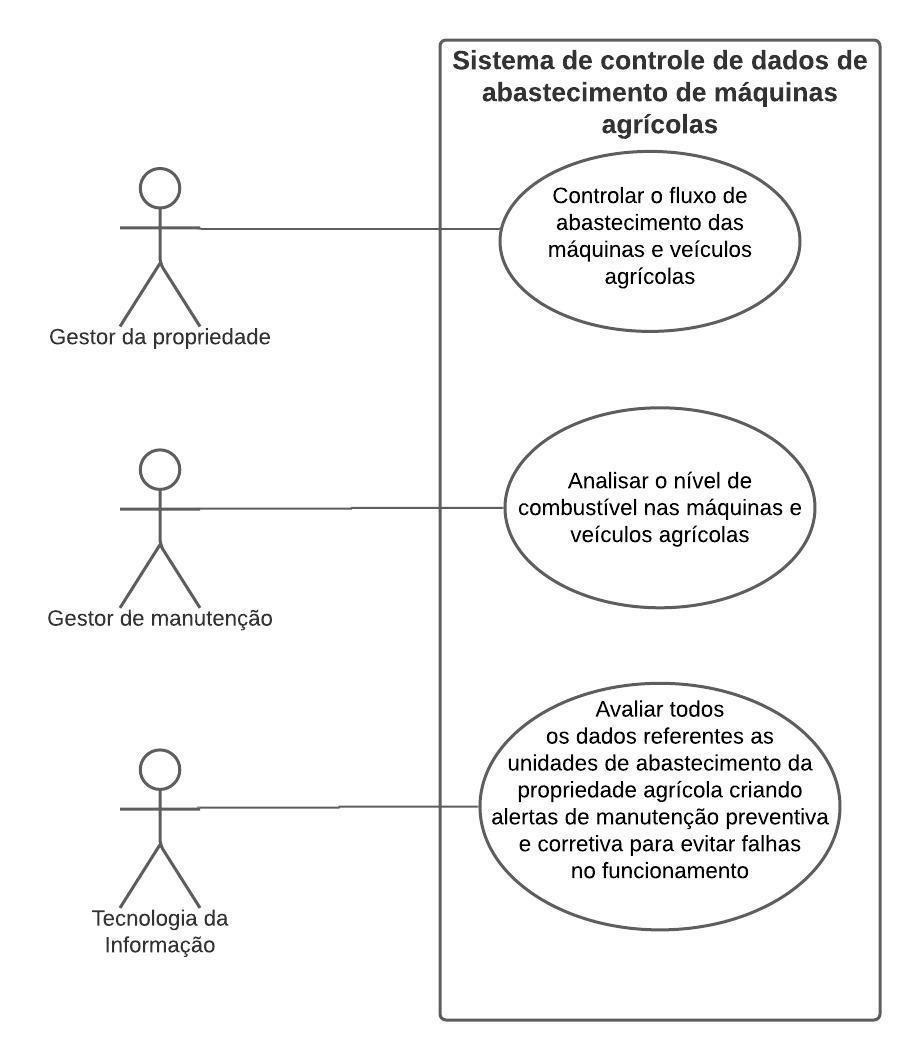 Sistema de controle de dados de
abastecimento de máquinas
agrícolas
Controlar o fluxo de
abastecimento das
máquinas e veículos
agrícolas
Gestor da propriedade
Analisar o nível de
combustível nas máquinas e
veículos agrícolas
Gestor de manutenção
Avaliar todos
os dados referentes as
unidades de abastecimento da
propriedade agrícola criando
alertas de manutenção preventiva
e corretiva para evitar falhas
no funcionamento
Tecnologia da
Informação